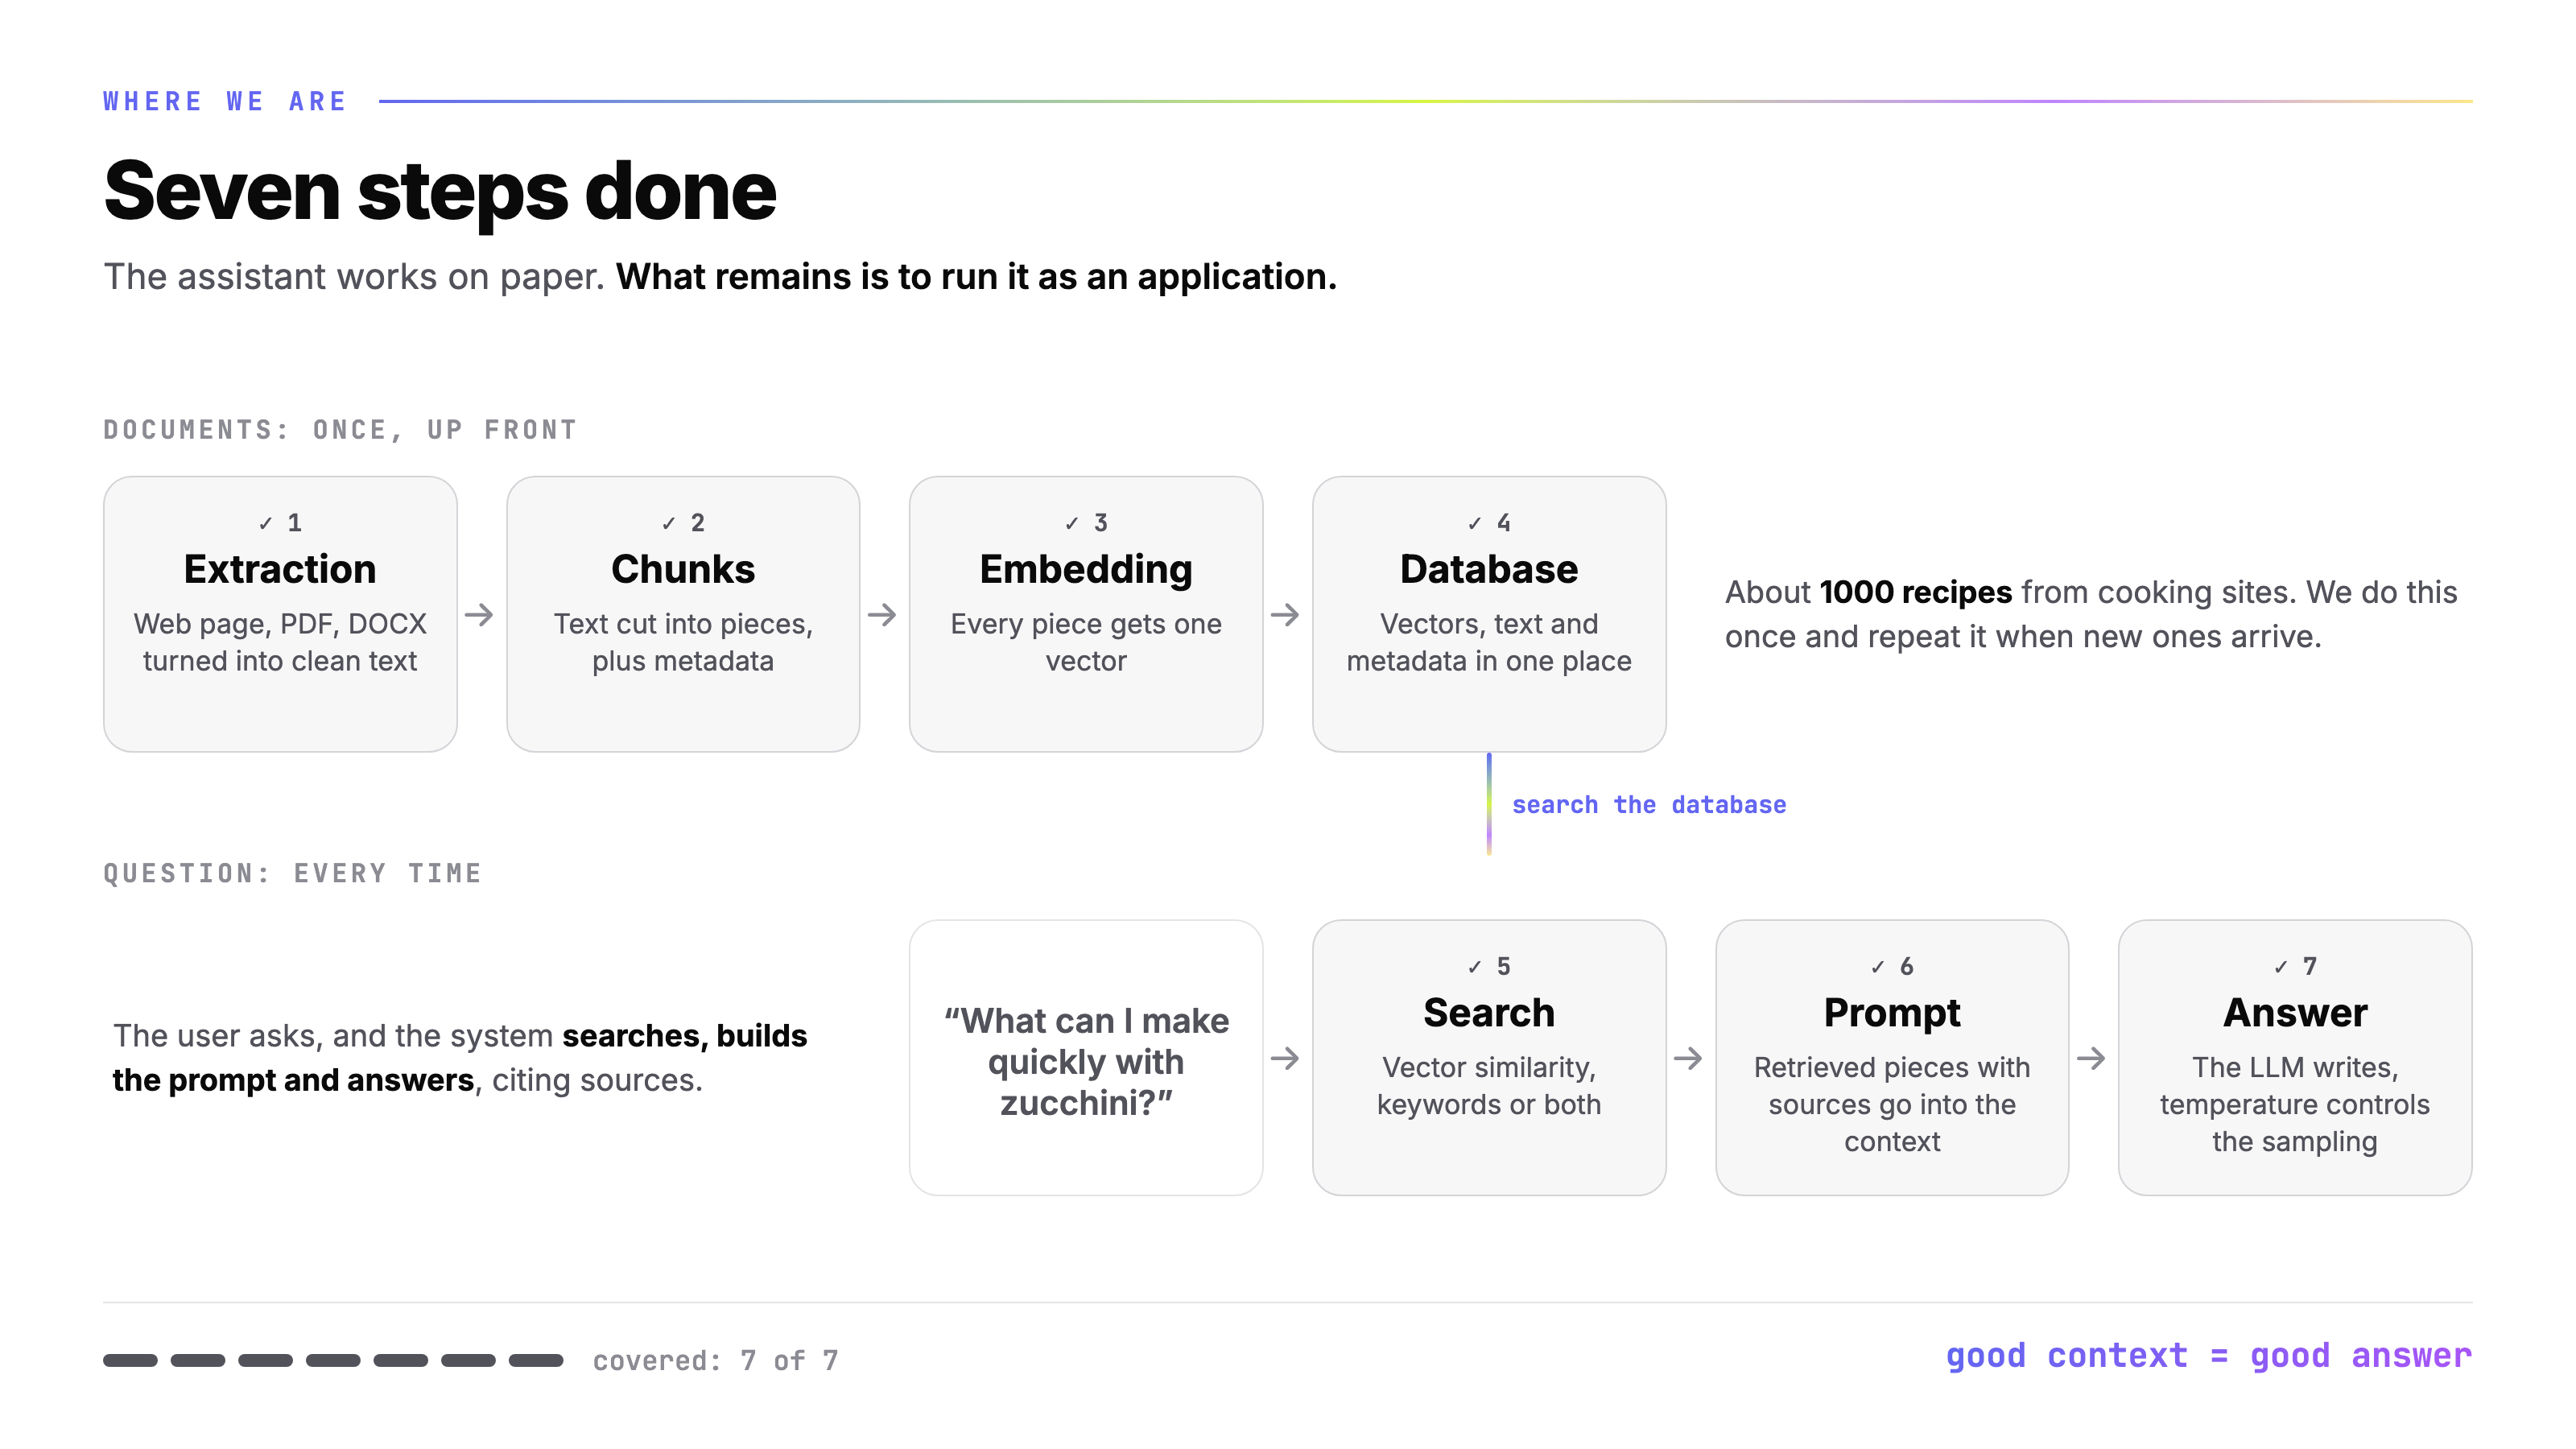 WHERE WE ARE
Seven steps done
The assistant works on paper. What remains is to run it as an application.
DOCUMENTS: ONCE, UP FRONT
✓ 1
Extraction
Web page, PDF, DOCX
turned into clean text
✓ 2
Chunks
Text cut into pieces,
plus metadata
✓ 3
Embedding
Every piece gets one
vector
✓ 4
Database
Vectors, text and
metadata in one place
About 1000 recipes from cooking sites. We do this
once and repeat it when new ones arrive.
search the database
QUESTION: EVERY TIME
The user asks, and the system searches, builds
the prompt and answers, citing sources.
“What can I make
quickly with
zucchini?”
✓ 5
Search
Vector similarity,
keywords or both
✓ 6
Prompt
Retrieved pieces with
sources go into the
context
✓ 7
Answer
The LLM writes,
temperature controls
the sampling
covered: 7 of 7
good context = good answer